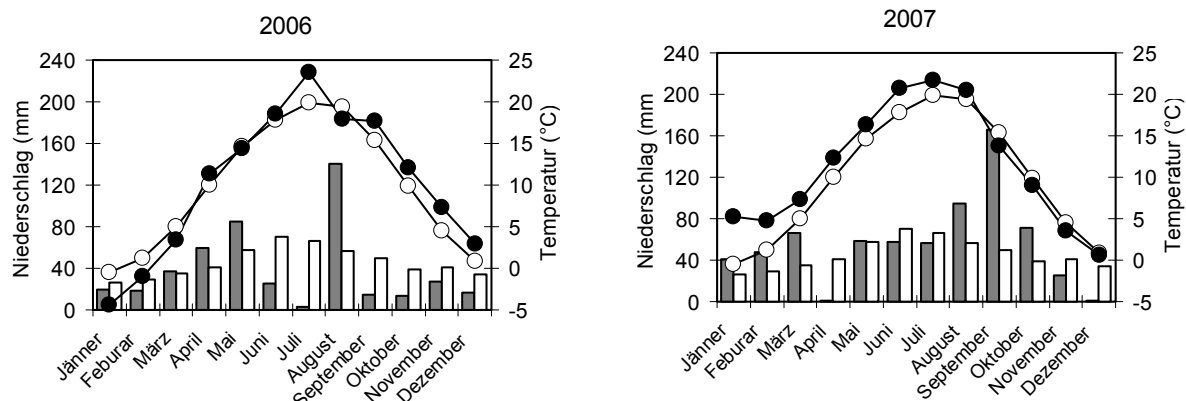 2006
240
200
160
120
80
40
0
Niederschlag (mm
25
20
15
10
5
0
-5
Temperatur (°C)
Jänner
Feburar
März
April
Mai
Juni
Juli
August
September
Oktober
November
Dezember
2007
240
200
160
120
80
40
0
Niederschlag (mm
25
20
15
10
5
0
-5
Temperatur (°C)
Jänner
Feburar
März
April
Mai
Juni
Juli
August
September
Oktober
November
Dezember